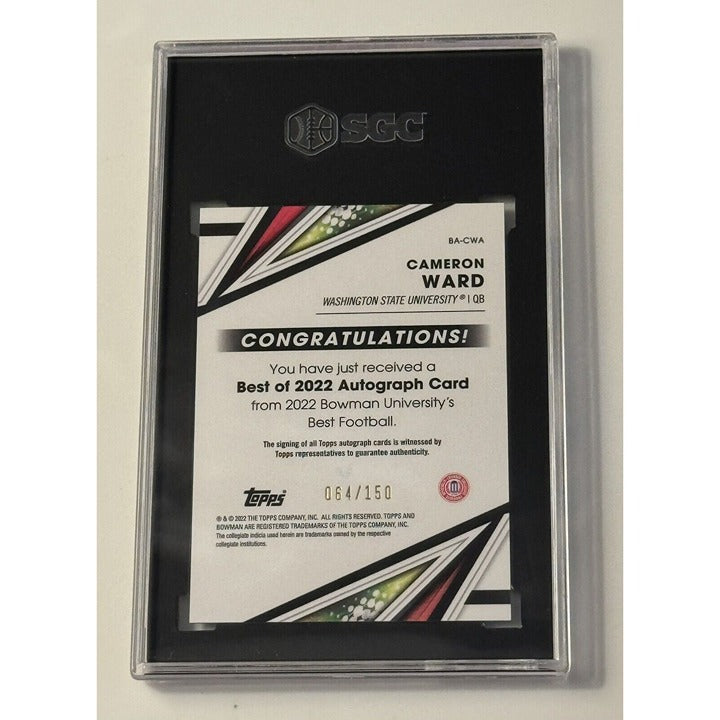 SGC
BA-CWA
CAMERON
WARD
WASHINGTON STATE UNIVERSITY® | QB
CONGRATULATIONS!
You have just received a
Best of 2022 Autograph Card
from 2022 Bowman University's
Best Football.
The signing of all Topps autograph cards is witnessed by
Topps representatives to guarantee authenticity.
Topps
064/150
® & © 2022 THE TOPPS COMPANY, INC. ALL RIGHTS RESERVED. TOPPS AND
BOWMAN ARE REGISTERED TRADEMARKS OF THE TOPPS COMPANY, INC.
The collegiate indicia used herein are trademarks owned by the respective
collegiate institutions.